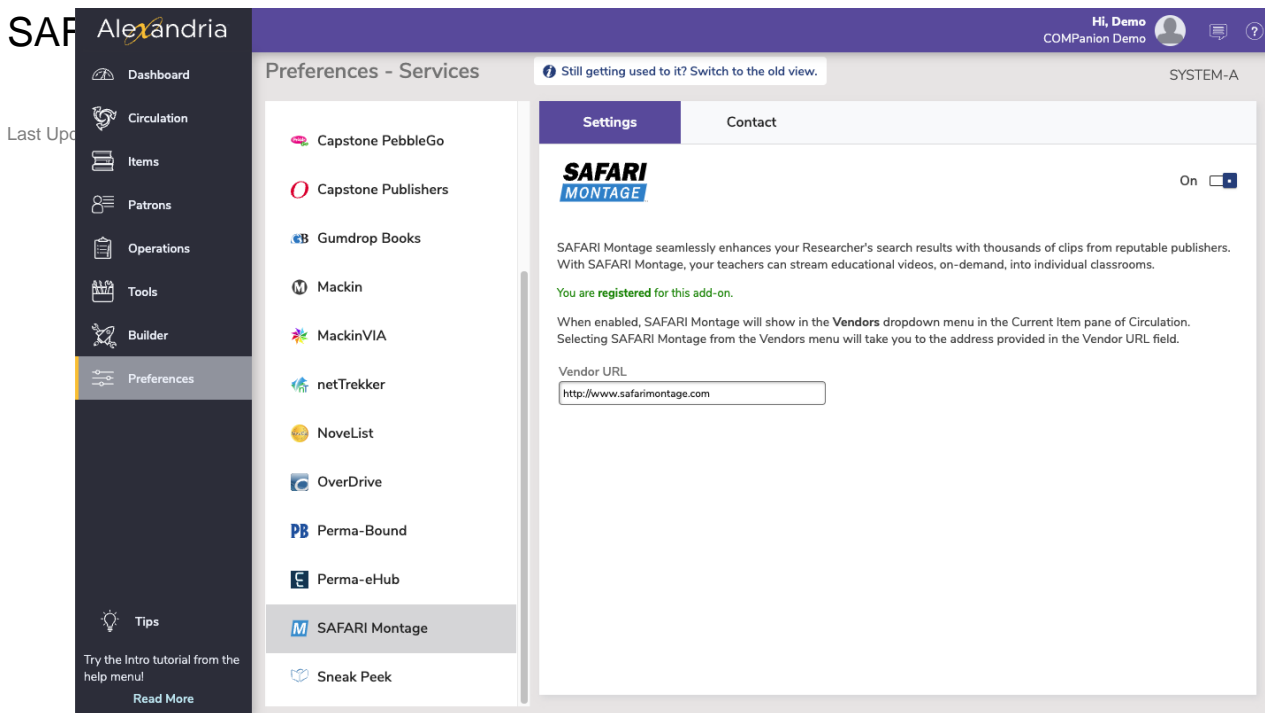 SAF
Alexandria
Hi, Demo
COMPanion Demo
Last Upd
Dashboard
Circulation
Items
Patrons
Operations
Tools
Builder
Preferences
Tips
Try the Intro tutorial from the
help menu!
Read More
Preferences - Services
Still getting used to it? Switch to the old view.
SYSTEM-A
Capstone PebbleGo
Capstone Publishers
Gumdrop Books
Mackin
MackinVIA
netTrekker
NoveList
OverDrive
PB Perma-Bound
Perma-eHub
M SAFARI Montage
Sneak Peek
Settings Contact
SAFARI
MONTAGE
On
SAFARI Montage seamlessly enhances your Researcher's search results with thousands of clips from reputable publishers.
With SAFARI Montage, your teachers can stream educational videos, on-demand, into individual classrooms.
You are registered for this add-on.
When enabled, SAFARI Montage will show in the Vendors dropdown menu in the Current Item pane of Circulation.
Selecting SAFARI Montage from the Vendors menu will take you to the address provided in the Vendor URL field.
Vendor URL
http://www.safarimontage.com